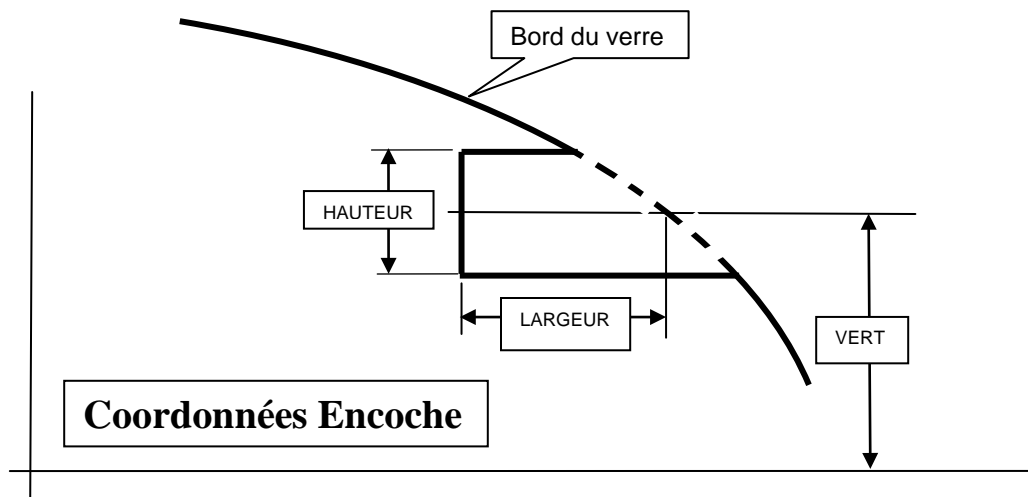 Bord du verre
HAUTEUR
LARGEUR
VERT
Coordonnées Encoche